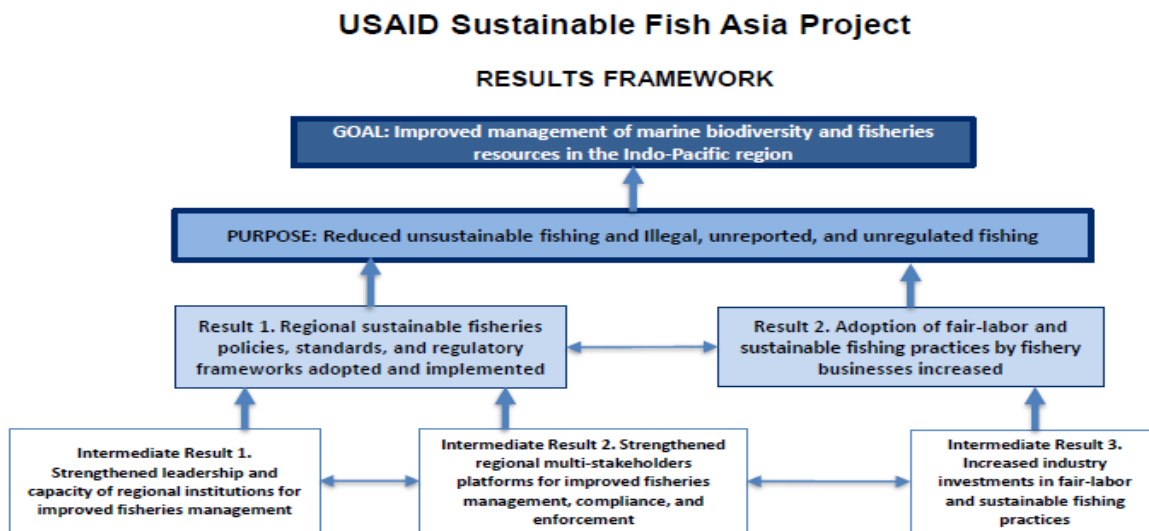 USAID Sustainable Fish Asia Project
RESULTS FRAMEWORK
GOAL: Improved management of marine biodiversity and fisheries
resources in the Indo-Pacific region
PURPOSE: Reduced unsustainable fishing and Illegal, unreported, and unregulated fishing
Result 1. Regional sustainable fisheries
policies, standards, and regulatory
frameworks adopted and implemented
Result 2. Adoption of fair-labor and
sustainable fishing practices by fishery
businesses increased
Intermediate Result 1.
Strengthened leadership and
capacity of regional institutions for
improved fisheries management
Intermediate Result 2. Strengthened
regional multi-stakeholders
platforms for improved fisheries
management, compliance, and
enforcement
Intermediate Result 3.
Increased industry
investments in fair-labor
and sustainable fishing
practices